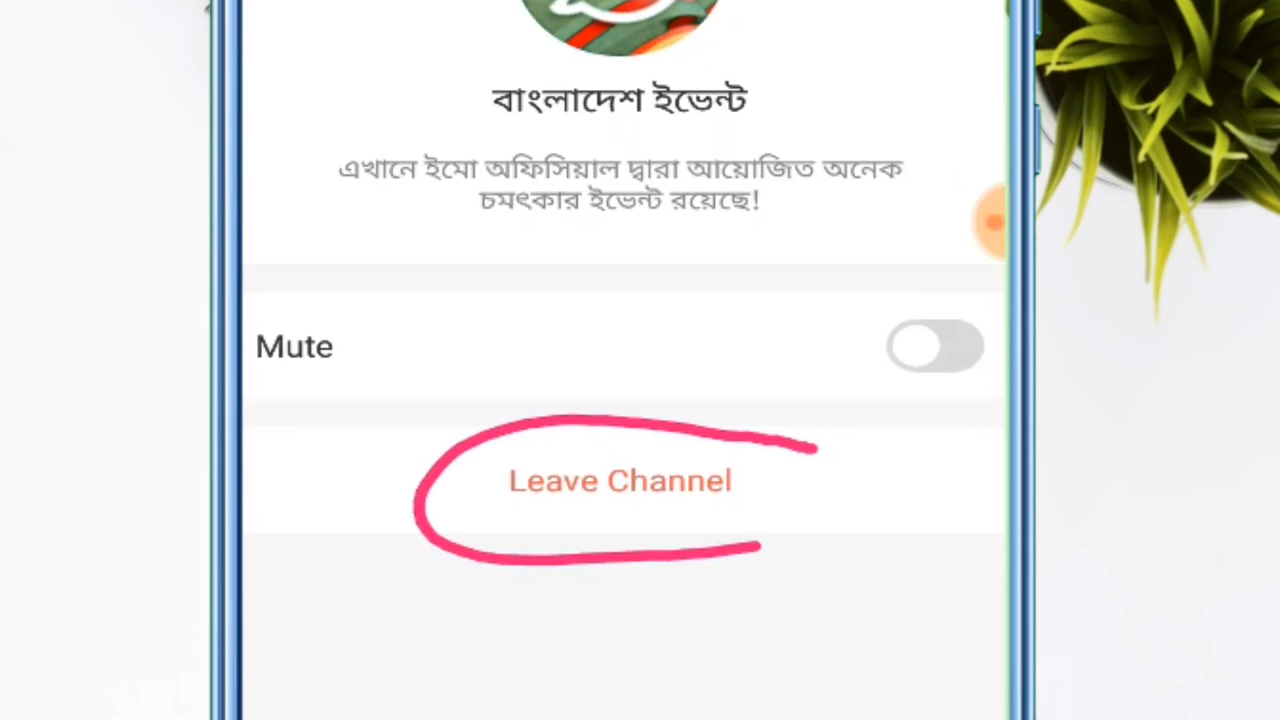 বাংলাদেশ ইভেন্ট
এখানে ইমো অফিসিয়াল দ্বারা আয়োজিত অনেক
চমৎকার ইভেন্ট রয়েছে!
Mute
Leave Channel